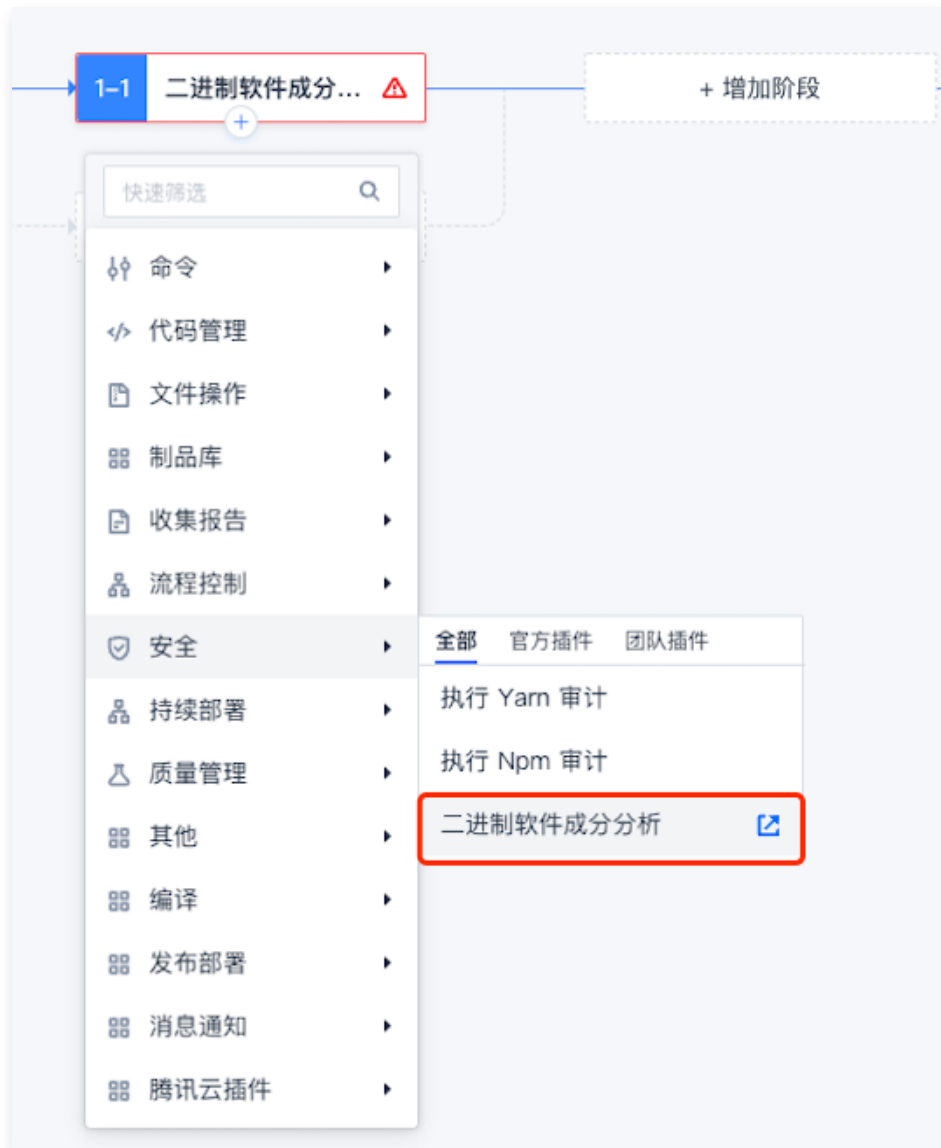 1-1 二进制软件成分... + 增加阶段
快速筛选
命令
代码管理
文件操作
制品库
收集报告
流程控制
安全
全部 官方插件 团队插件
执行 Yarn 审计
执行 Npm 审计
二进制软件成分分析
持续部署
质量管理
其他
编译
发布部署
消息通知
腾讯云插件